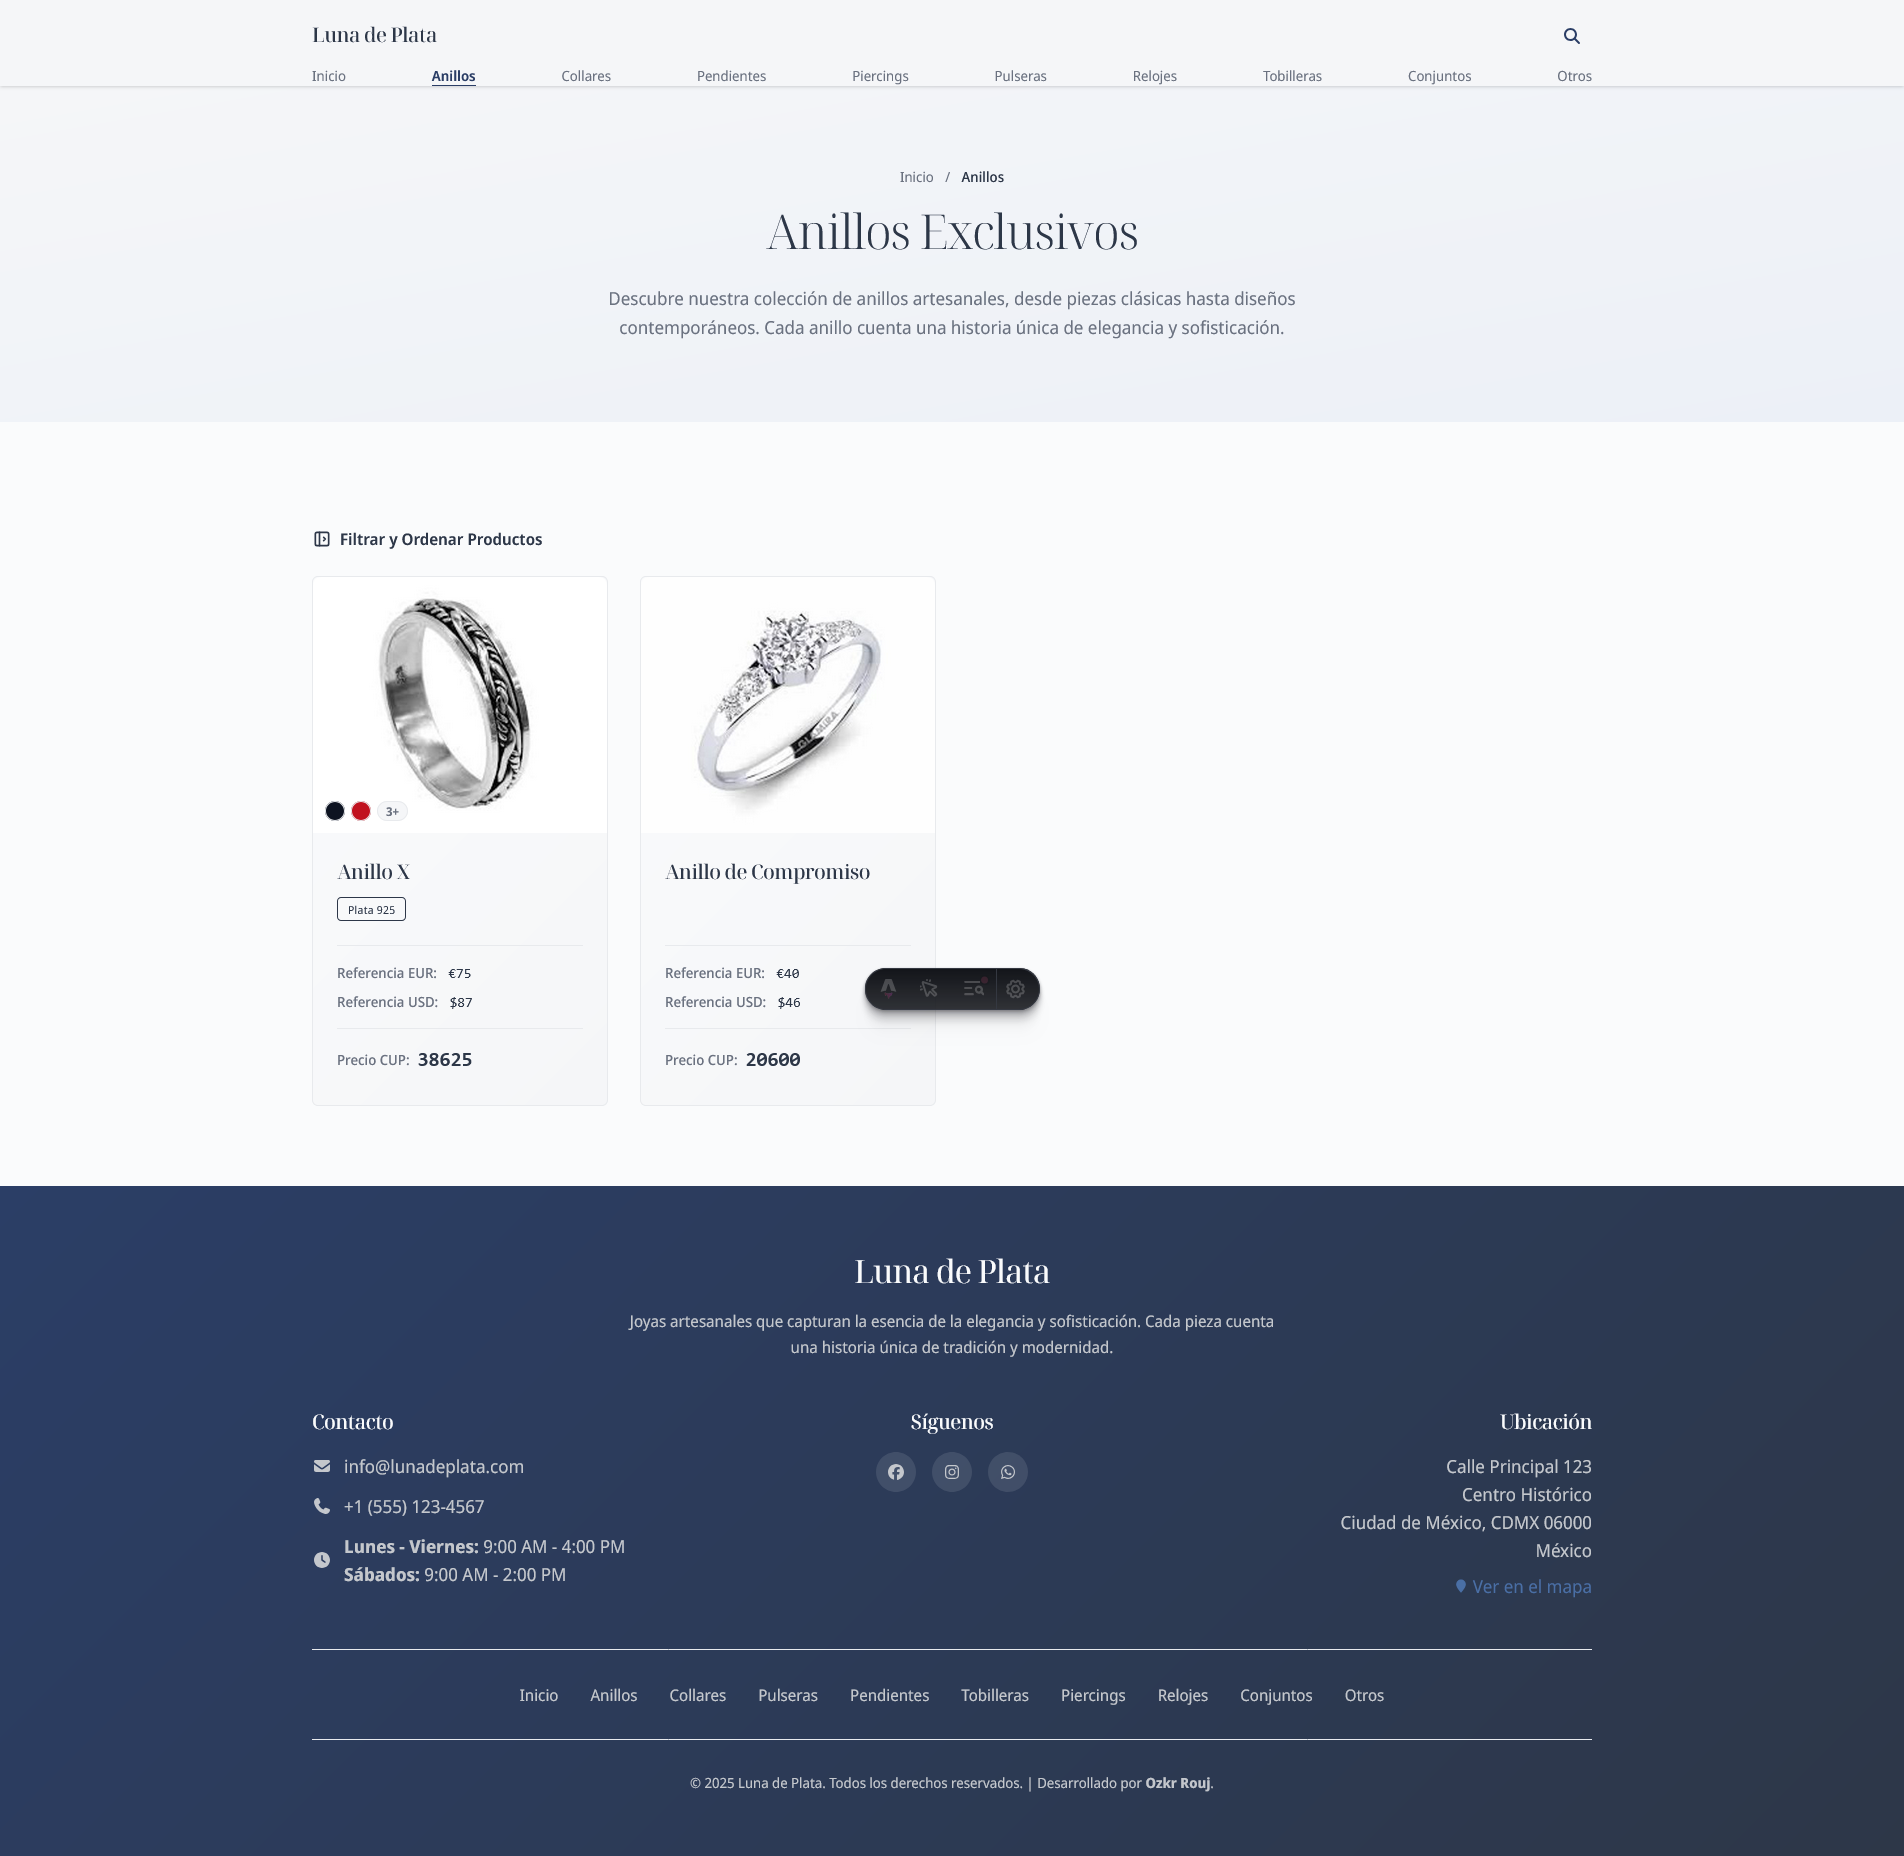 Luna de Plata
Inicio Anillos Collares Pendientes Piercings Pulseras Relojes Tobilleras Conjuntos Otros
Inicio / Anillos
Anillos Exclusivos
Descubre nuestra colección de anillos artesanales, desde piezas clásicas hasta diseños
contemporáneos. Cada anillo cuenta una historia única de elegancia y sofisticación.
Filtrar y Ordenar Productos
GLAMIRA
3+
Anillo X
Plata 925
Referencia EUR: €75
Referencia USD: $87
Precio CUP: 38625
Anillo de Compromiso
Referencia EUR: €40
Referencia USD: $46
Precio CUP: 20600
Luna de Plata
Joyas artesanales que capturan la esencia de la elegancia y sofisticación. Cada pieza cuenta
una historia única de tradición y modernidad.
Contacto
info@lunadeplata.com
+1 (555) 123-4567
Lunes - Viernes: 9:00 AM - 4:00 PM
Sábados: 9:00 AM - 2:00 PM
Síguenos
Ubicación
Calle Principal 123
Centro Histórico
Ciudad de México, CDMX 06000
México
Ver en el mapa
Inicio Anillos Collares Pulseras Pendientes Tobilleras Piercings Relojes Conjuntos Otros
© 2025 Luna de Plata. Todos los derechos reservados. | Desarrollado por Ozkr Rouj.